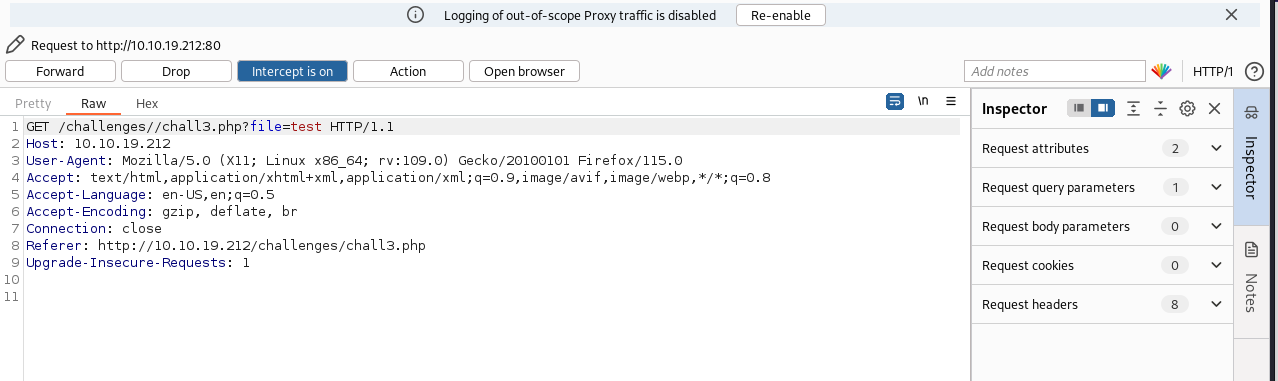 Logging of out-of-scope Proxy traffic is disabled Re-enable
Request to http://10.10.19.212:80
Forward Drop Intercept is on Action Open browser Add notes HTTP/1
Pretty Raw Hex \n
Inspector
1 GET /challenges//chall3.php?file=test HTTP/1.1
2 Host: 10.10.19.212
3 User-Agent: Mozilla/5.0 (X11; Linux x86_64; rv:109.0) Gecko/20100101 Firefox/115.0
4 Accept: text/html,application/xhtml+xml,application/xml;q=0.9,image/avif,image/webp,*/*;q=0.8
5 Accept-Language: en-US,en;q=0.5
6 Accept-Encoding: gzip, deflate, br
7 Connection: close
8 Referer: http://10.10.19.212/challenges/chall3.php
9 Upgrade-Insecure-Requests: 1
10
11
Request attributes 2
Request query parameters 1
Request body parameters 0
Request cookies 0
Request headers 8
Inspector
Notes